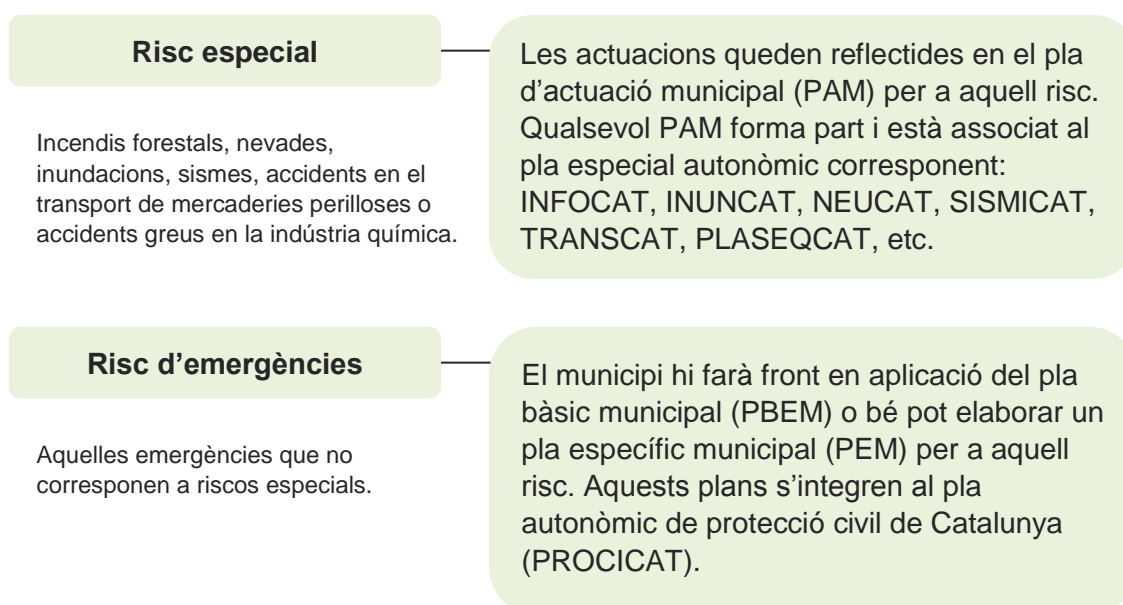 Risc especial
Incendis forestals, nevades,
inundacions, sismes, accidents en el
transport de mercaderies perilloses o
accidents greus en la indústria química.
Les actuacions queden reflectides en el pla
d’actuació municipal (PAM) per a aquell risc.
Qualsevol PAM forma part i està associat al
pla especial autonòmic corresponent:
INFOCAT, INUNCAT, NEUCAT, SISMICAT,
TRANSCAT, PLASEQCAT, etc.
Risc d’emergències
Aquelles emergències que no
corresponen a riscos especials.
El municipi hi farà front en aplicació del pla
bàsic municipal (PBEM) o bé pot elaborar un
pla específic municipal (PEM) per a aquell
risc. Aquests plans s’integren al pla
autonòmic de protecció civil de Catalunya
(PROCICAT).